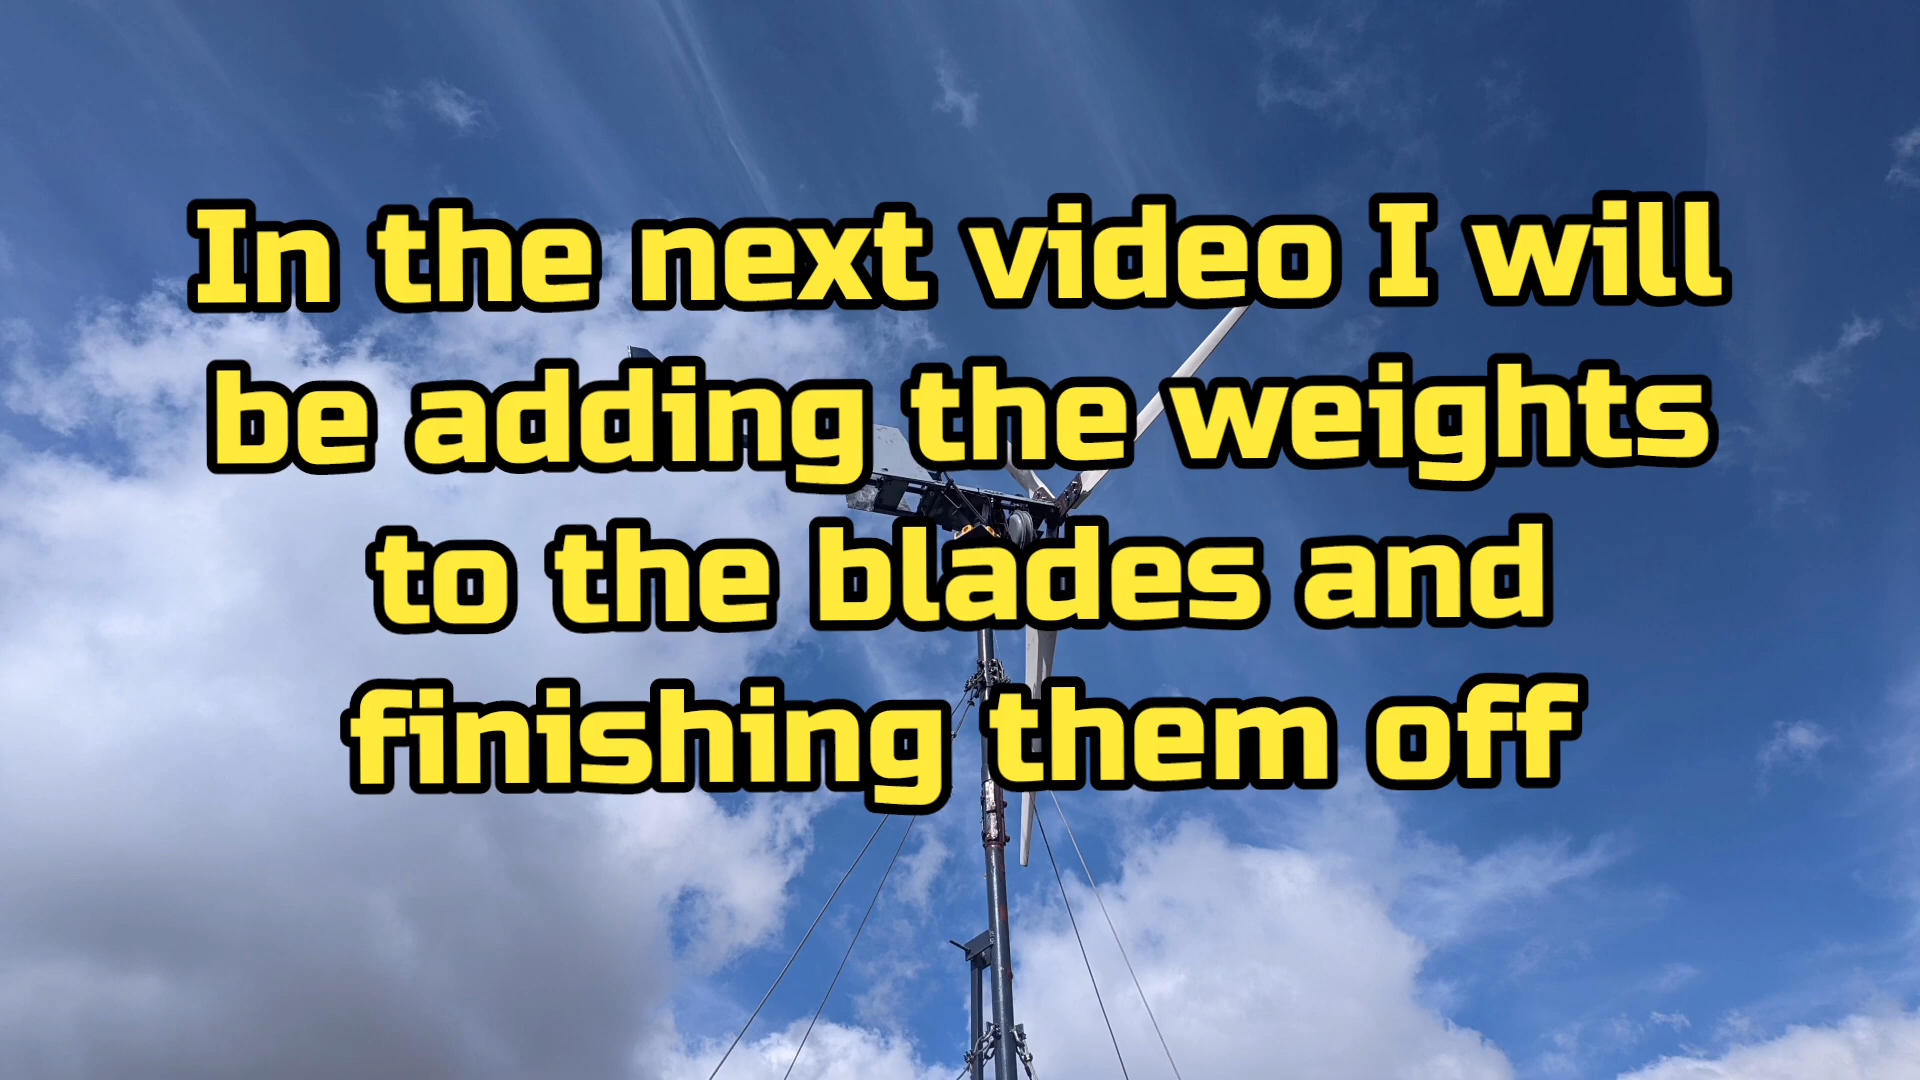 In the next video I will
be adding the weights
to the blades and
finishing them off